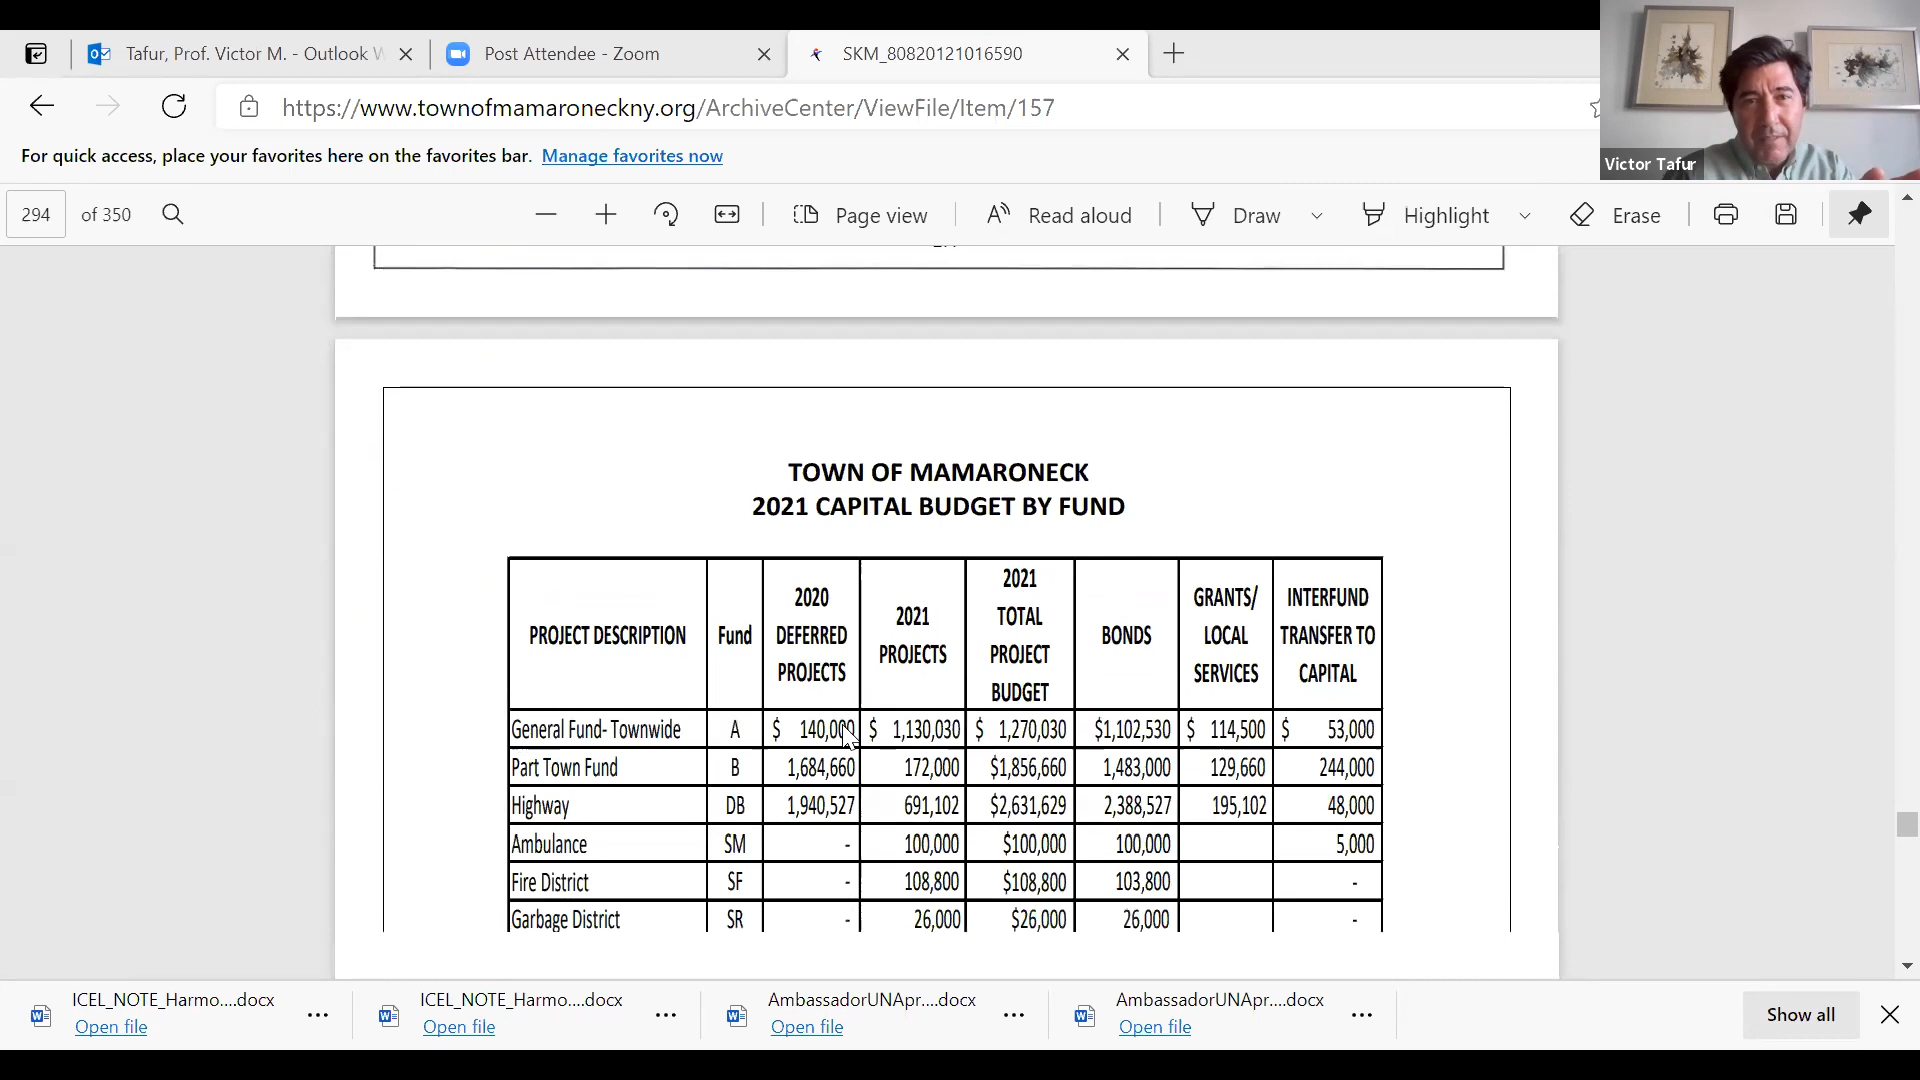 Tafur, Prof. Victor M. - Outlook W
Post Attendee - Zoom
SKM_80820121016590
https://www.townofmamaroneckny.org/ArchiveCenter/ViewFile/Item/157
For quick access, place your favorites here on the favorites bar. Manage favorites now
Victor Tafur
294 of 350
Page view
Read aloud
Draw
Highlight
Erase
TOWN OF MAMARONECK
2021 CAPITAL BUDGET BY FUND
PROJECT DESCRIPTION Fund 2020 DEFERRED PROJECTS 2021 PROJECTS 2021 TOTAL PROJECT BUDGET BONDS GRANTS/ LOCAL SERVICES INTERFUND TRANSFER TO CAPITAL
General Fund- Townwide A $ 140,000 $ 1,130,030 $ 1,270,030 $1,102,530 $ 114,500 $ 53,000
Part Town Fund B 1,684,660 172,000 $1,856,660 1,483,000 129,660 244,000
Highway DB 1,940,527 691,102 $2,631,629 2,388,527 195,102 48,000
Ambulance SM - 100,000 $100,000 100,000 5,000
Fire District SF - 108,800 $108,800 103,800 -
Garbage District SR - 26,000 $26,000 26,000 -
ICEL_NOTE_Harmo....docx
Open file
ICEL_NOTE_Harmo....docx
Open file
AmbassadorUNApr....docx
Open file
AmbassadorUNApr....docx
Open file
Show all